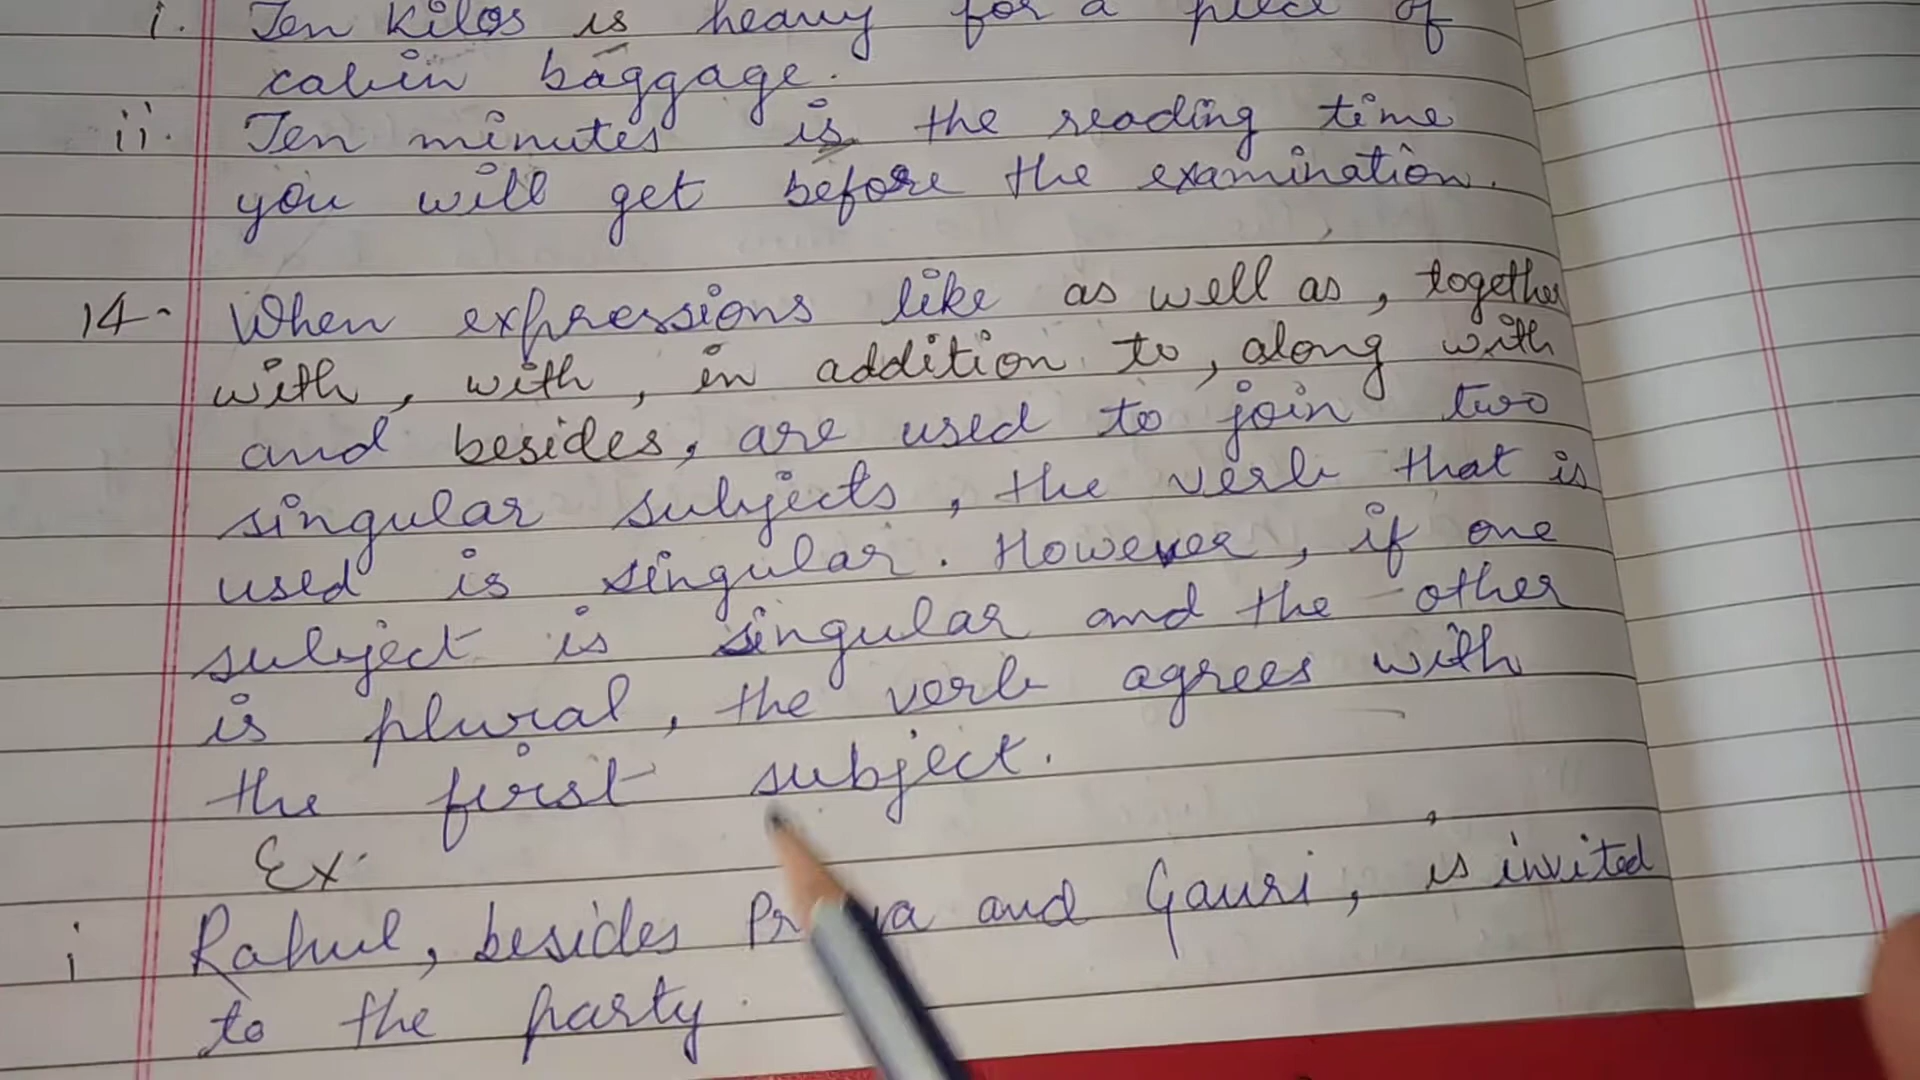 i. Ten kilos is heavy for a piece of
cabin baggage.
ii. Ten minutes is the reading time
you will get before the examination.
14. When expressions like as well as, together
with, with, in addition to, along with
and besides, are used to join two
singular subjects, the verb that is
used is singular. However, if one
subject is singular and the other
is plural, the verb agrees with
the first subject.
Ex.
i Rahul, besides and Gauri, is invited
to the party.